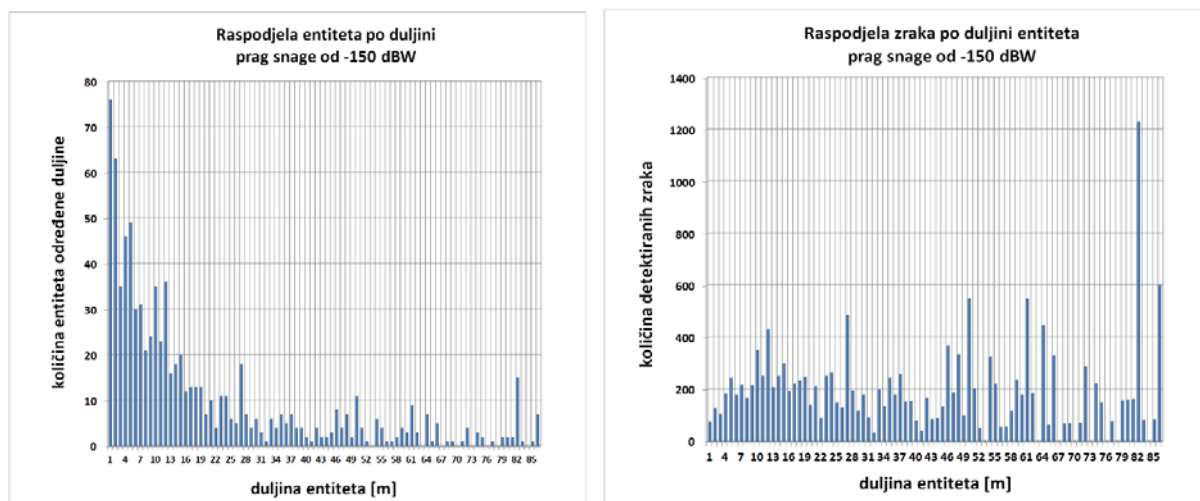 Raspodjela entiteta po duljini
prag snage od -150 dBW
količina entiteta određene duljine
80
70
60
50
40
30
20
10
0
1 4 7 10 13 16 19 22 25 28 31 34 37 40 43 46 49 52 55 58 61 64 67 70 73 76 79 82 85
duljina entiteta [m]
Raspodjela zraka po duljini entiteta
prag snage od -150 dBW
količina detektiranih zraka
1400
1200
1000
800
600
400
200
0
1 4 7 10 13 16 19 22 25 28 31 34 37 40 43 46 49 52 55 58 61 64 67 70 73 76 79 82 85
duljina entiteta [m]